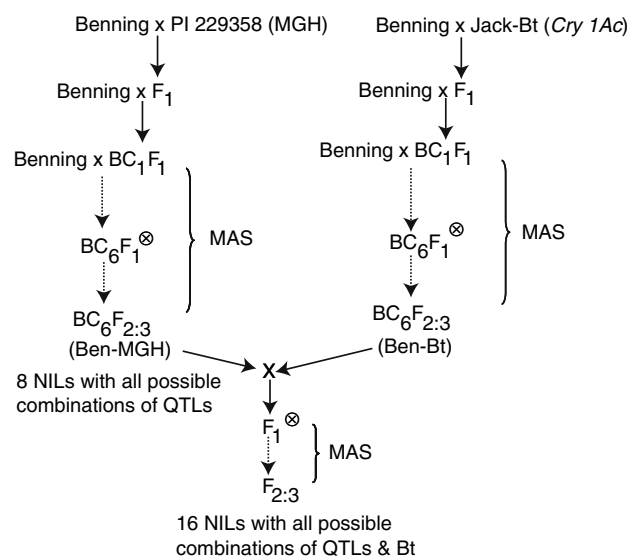 Benning x PI 229358 (MGH)
Benning x F1
Benning x BC1F1
BC6F1⊗
BC6F2:3
(Ben-MGH)
8 NILs with all possible
combinations of QTLs
MAS
Benning x Jack-Bt (Cry 1Ac)
Benning x F1
Benning x BC1F1
BC6F1⊗
BC6F2:3
(Ben-Bt)
MAS
X
F1⊗
F2:3
MAS
16 NILs with all possible
combinations of QTLs & Bt